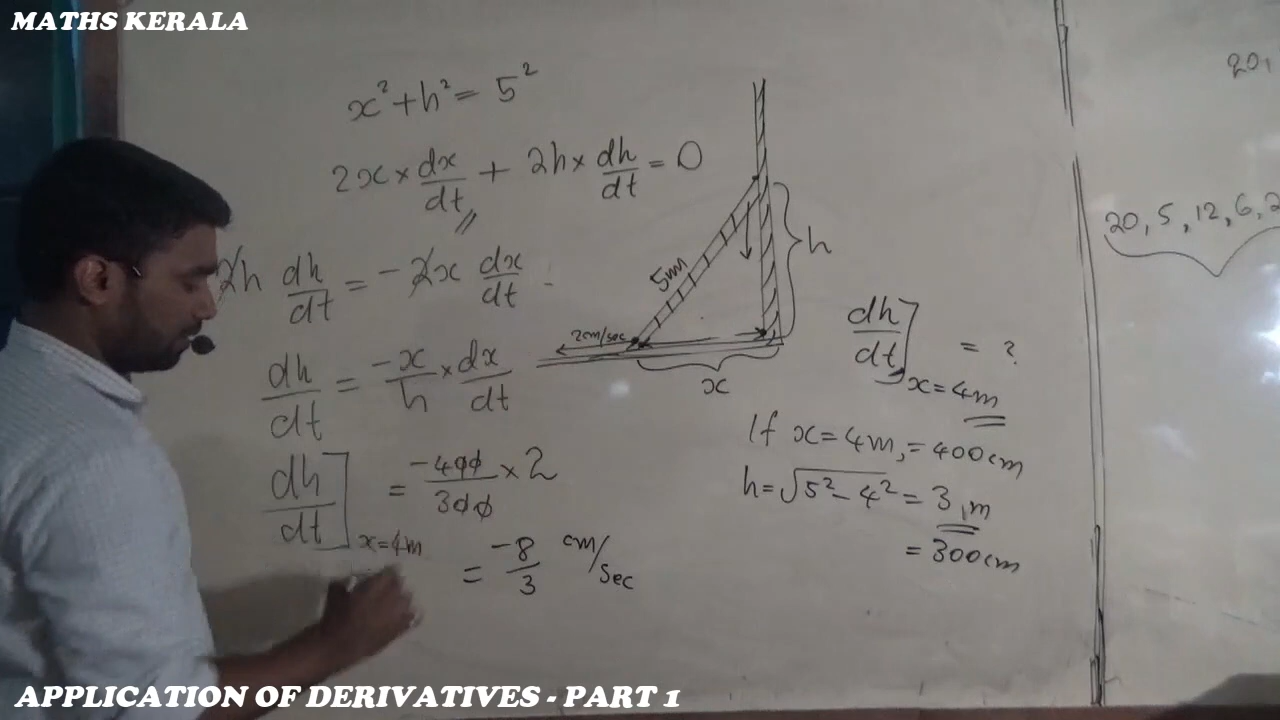 MATHS KERALA
x² + h² = 5²
2x × dx/dt + 2h × dh/dt = 0
2h dh/dt = -2x dx/dt
dh/dt = -x/h × dx/dt
dh/dt]x=4m = -400/300 × 2
= -8/3 cm/sec
5m
h
2cm/sec
x
dh/dt]x=4m = ?
If x=4m, = 400cm
h = √5² - 4² = 3, m
= 300cm
20,
20, 5, 12, 6, 2
APPLICATION OF DERIVATIVES - PART 1